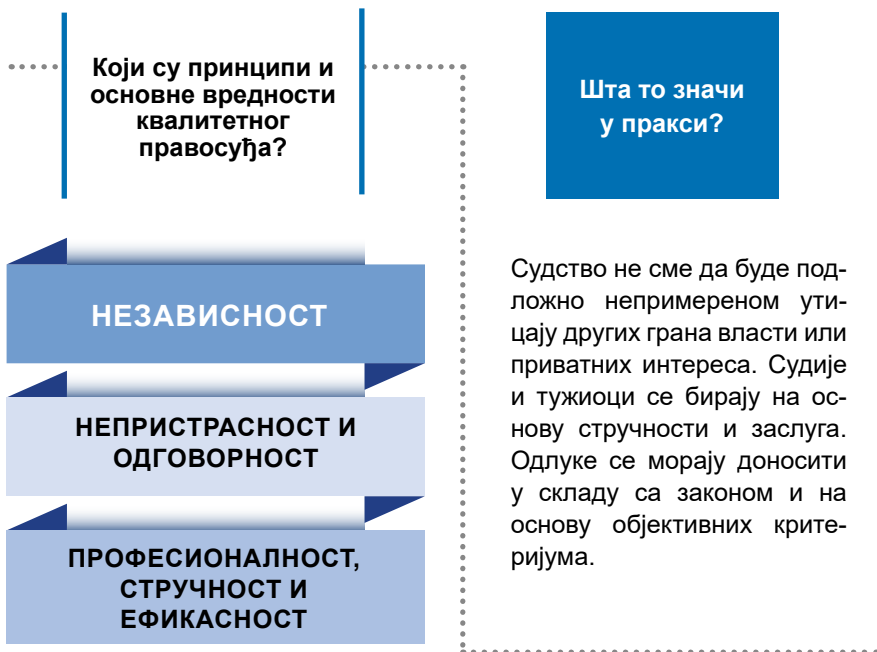 Који су принципи и
основне вредности
квалитетног
правосуђа?
НЕЗАВИСНОСТ
НЕПРИСТРАСНОСТ И
ОДГОВОРНОСТ
ПРОФЕСИОНАЛНОСТ,
СТРУЧНОСТ И
ЕФИКАСНОСТ
Шта то значи
у пракси?
Судство не сме да буде под-
ложно непримереном ути-
цају других грана власти или
приватних интереса. Судије
и тужиоци се бирају на ос-
нову стручности и заслуга.
Одлуке се морају доносити
у складу са законом и на
основу објективних крите-
ријума.